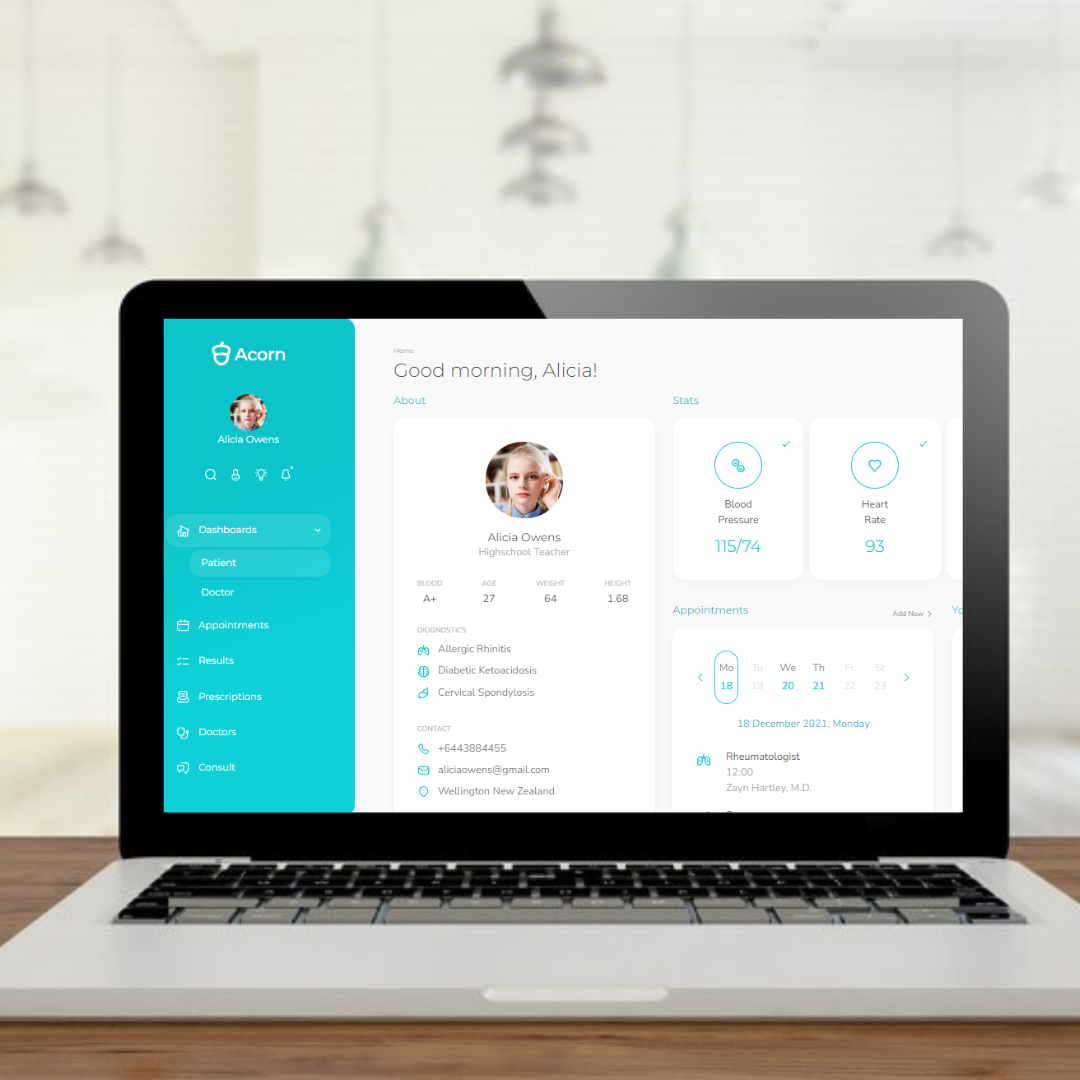 Acorn
Alicia Owens
Dashboards
Patient
Doctor
Appointments
Results
Prescriptions
Doctors
Consult
Home
Good morning, Alicia!
About
Alicia Owens
Highschool Teacher
BLOOD AGE WEIGHT HEIGHT
A+ 27 64 1.68
DIOGNOSTICS
Allergic Rhinitis
Diabetic Ketoacidosis
Cervical Spondylosis
CONTACT
+6443884455
aliciaowens@gmail.com
Wellington New Zealand
Stats
Blood
Pressure
115/74
Heart
Rate
93
Appointments
Add New
Yo
Mo Tu We Th Fr St
18 19 20 21 22 23
18 December 2021, Monday
Rheumatologist
12:00
Zayn Hartley, M.D.